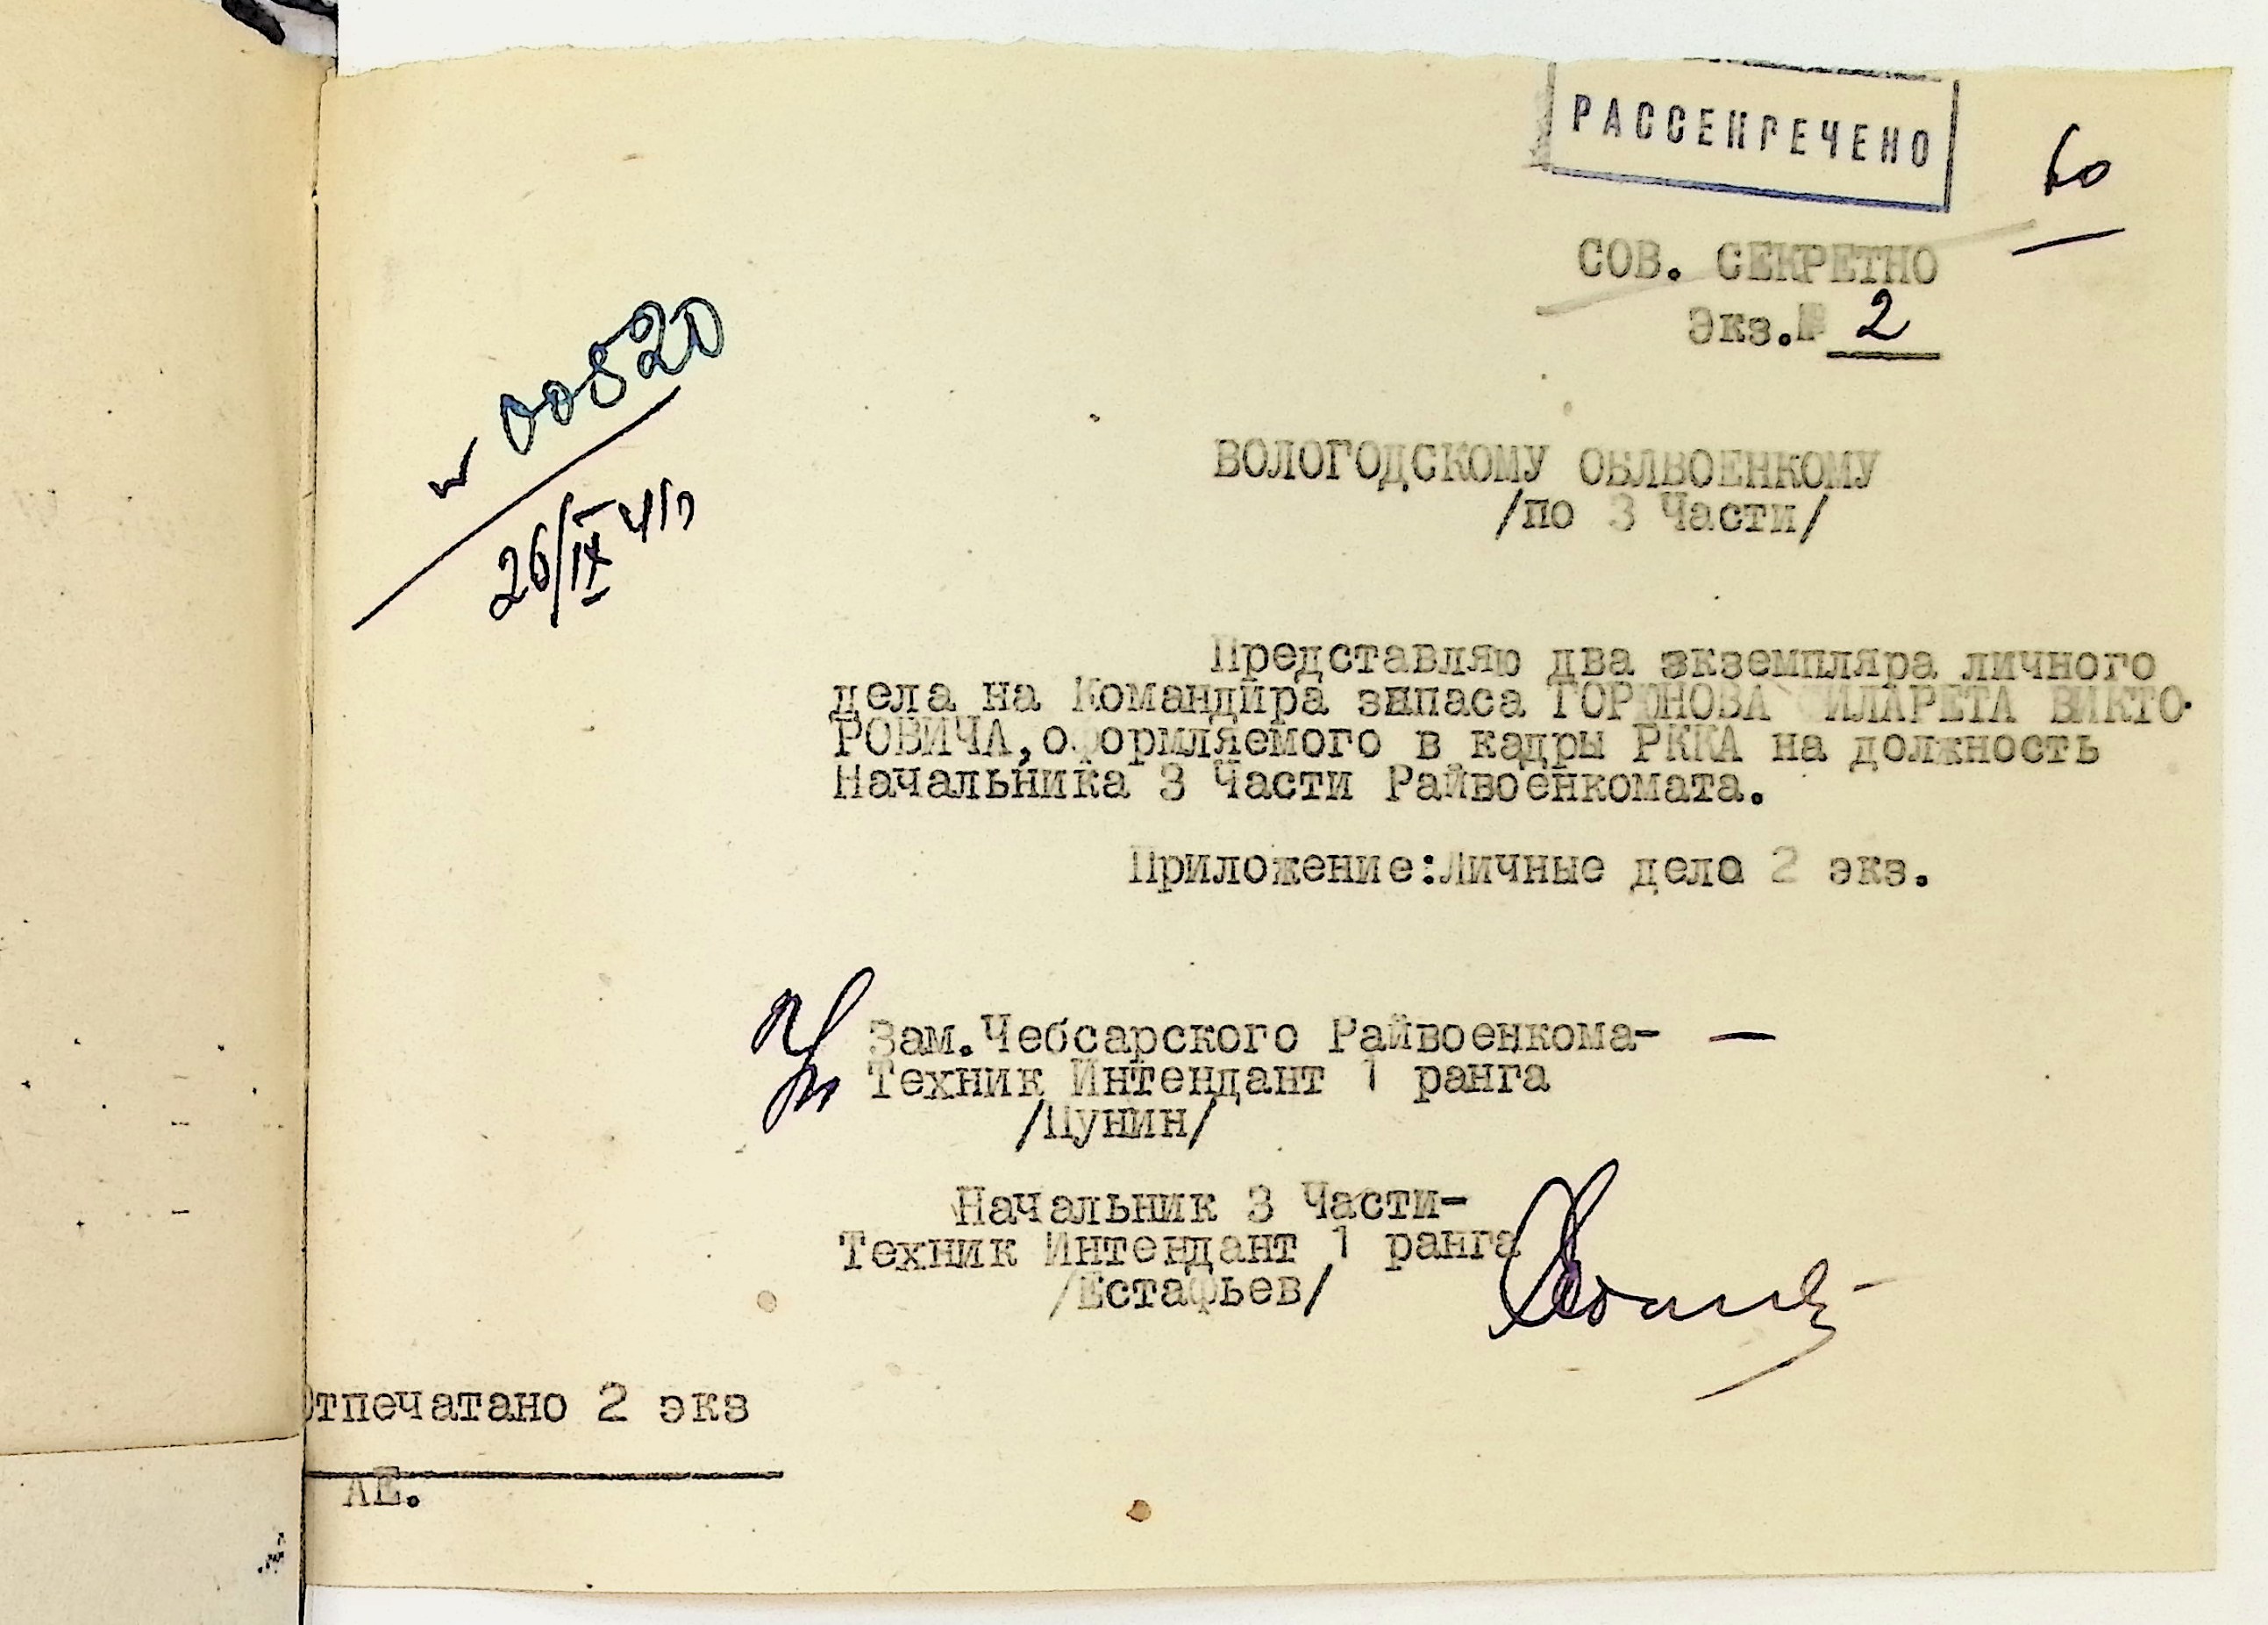 РАССЕКРЕЧЕНО
60
СОВ. СЕКРЕТНО
Экз.№ 2
№ 00520
26/IX 41г
ВОЛОГОДСКОМУ ОБЛВОЕНКОМУ
/по 3 Части/
Представляю два экземпляра личного
дела на Командира запаса ГОРЮНОВА ФИЛАРЕТА ВИКТО-
РОВИЧА,оформляемого в кадры РККА на должность
Начальника 3 Части Райвоенкомата.
Приложение:Личные дела 2 экз.
Зам.Чебсарского Райвоенкома-
Техник Интендант 1 ранга
/Цунин/
Начальник 3 Части-
Техник Интендант 1 ранга
/Естафьев/
Отпечатано 2 экз
АЕ.